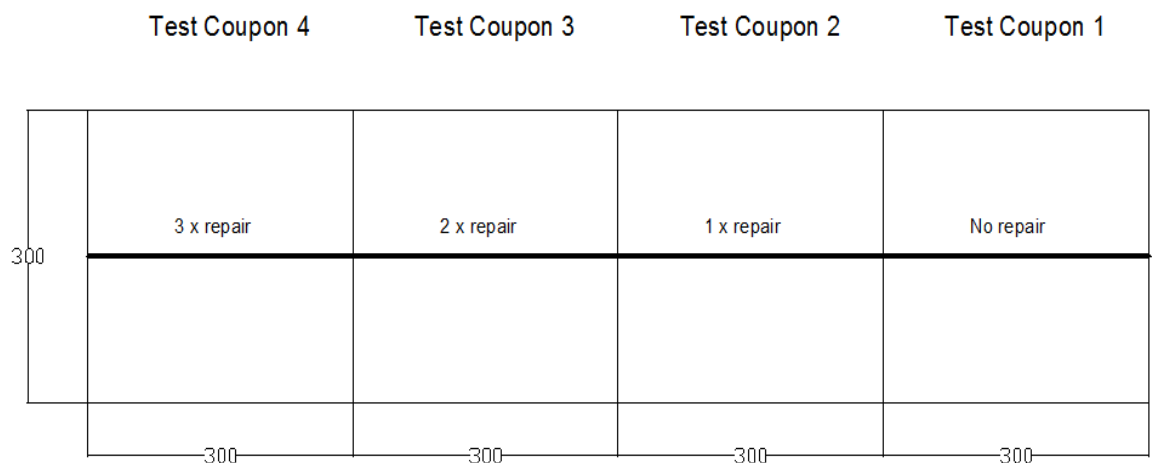 Test Coupon 4 Test Coupon 3 Test Coupon 2 Test Coupon 1
3 x repair 2 x repair 1 x repair No repair
300
300 300 300 300